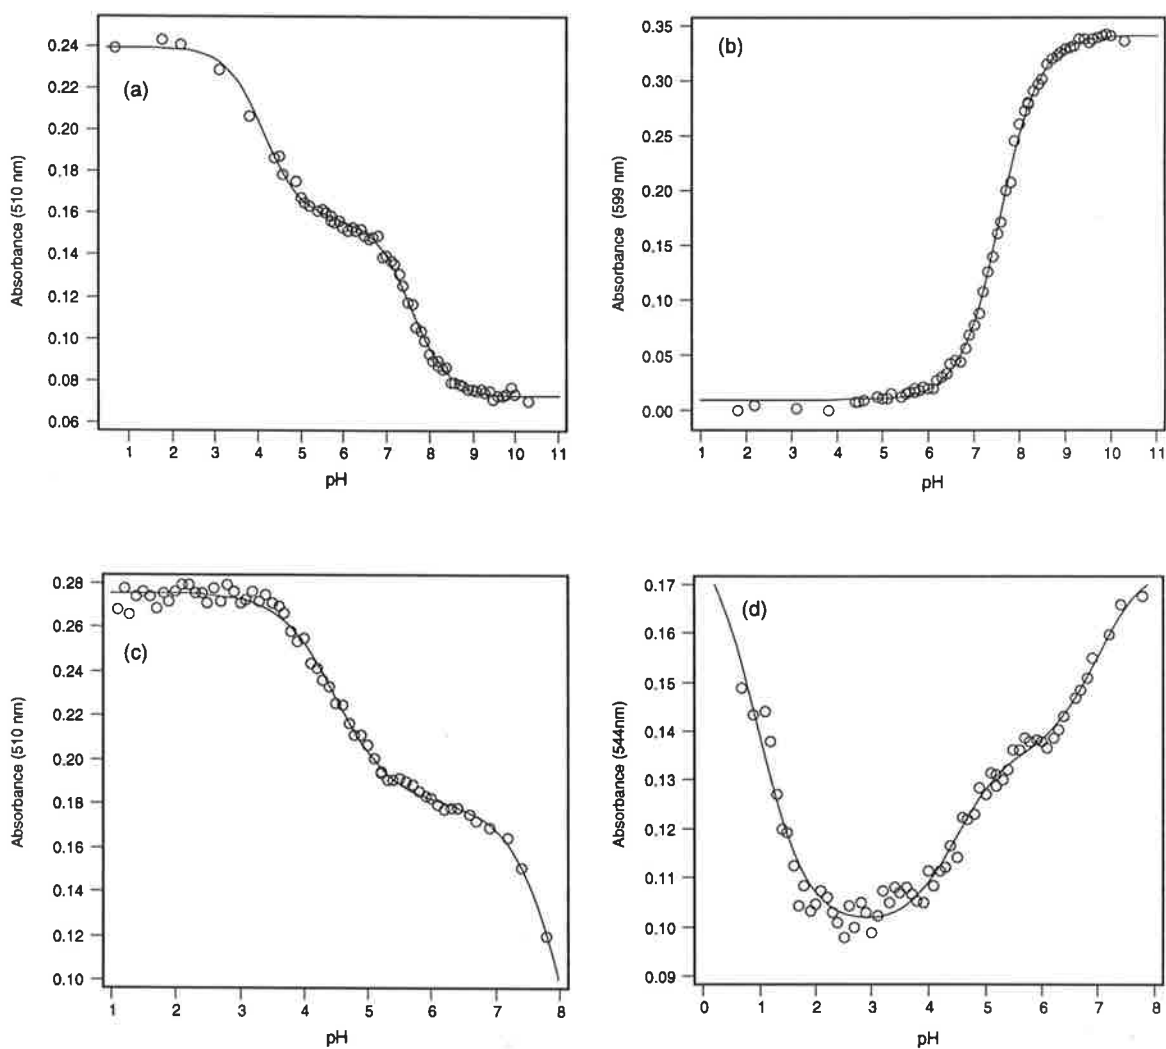 (a)
Absorbance (510 nm)
0.24
0.22
0.20
0.18
0.16
0.14
0.12
0.10
0.08
0.06
1 2 3 4 5 6 7 8 9 10 11
pH
(b)
Absorbance (599 nm)
0.35
0.30
0.25
0.20
0.15
0.10
0.05
0.00
1 2 3 4 5 6 7 8 9 10 11
pH
(c)
Absorbance (510 nm)
0.28
0.26
0.24
0.22
0.20
0.18
0.16
0.14
0.12
0.10
1 2 3 4 5 6 7 8
pH
(d)
Absorbance (544nm)
0.17
0.16
0.15
0.14
0.13
0.12
0.11
0.10
0.09
0 1 2 3 4 5 6 7 8
pH